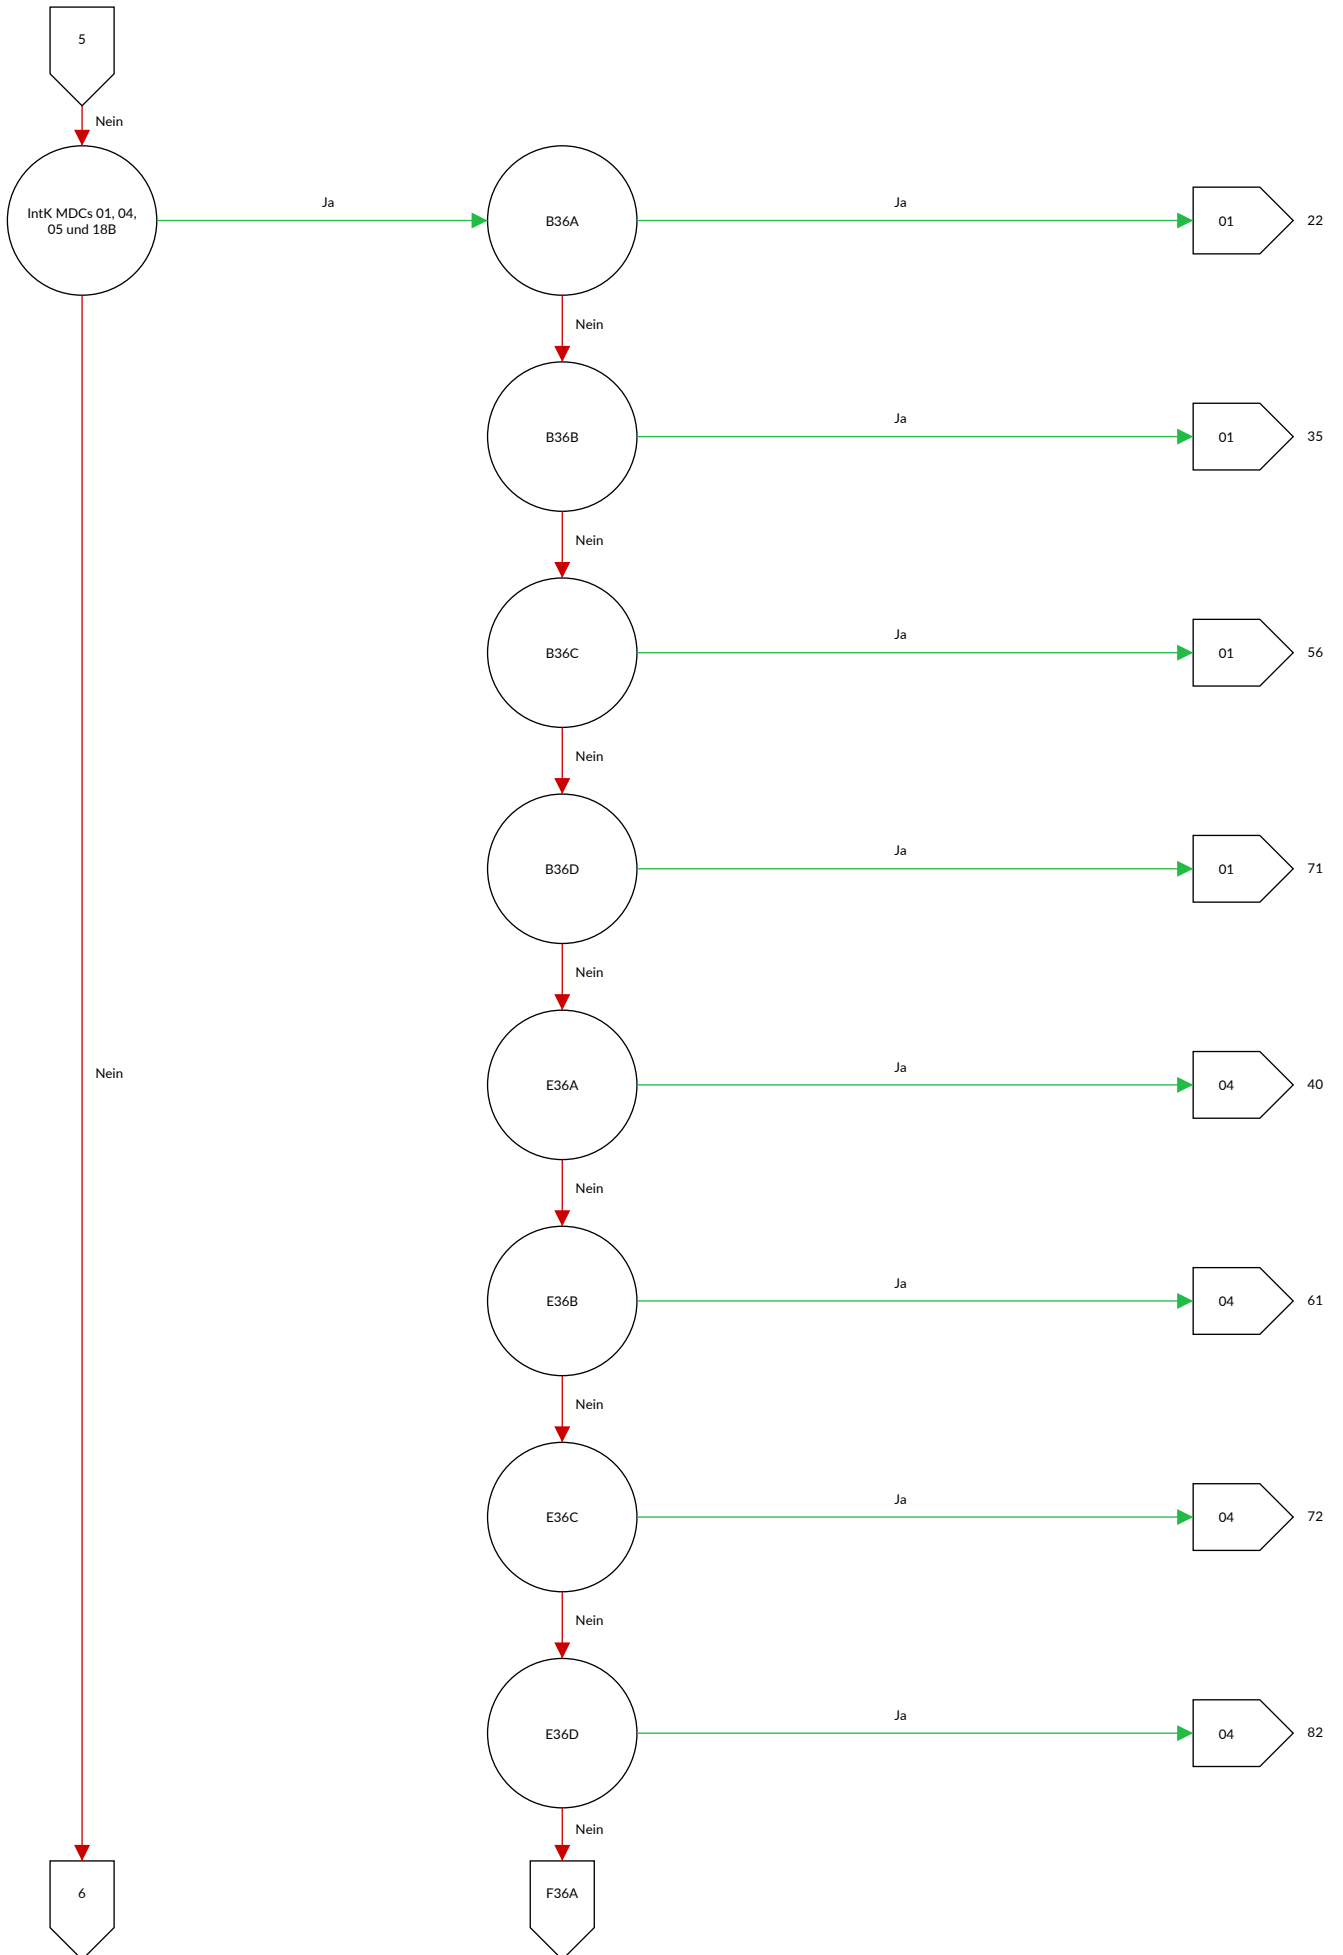 5
Nein
IntK MDCs 01, 04,
05 und 18B
Ja
B36A
Ja
01
22
Nein
B36B
Ja
01
35
Nein
B36C
Ja
01
56
Nein
B36D
Ja
01
71
Nein
Nein
E36A
Ja
04
40
Nein
E36B
Ja
04
61
Nein
E36C
Ja
04
72
Nein
E36D
Ja
04
82
Nein
6
F36A